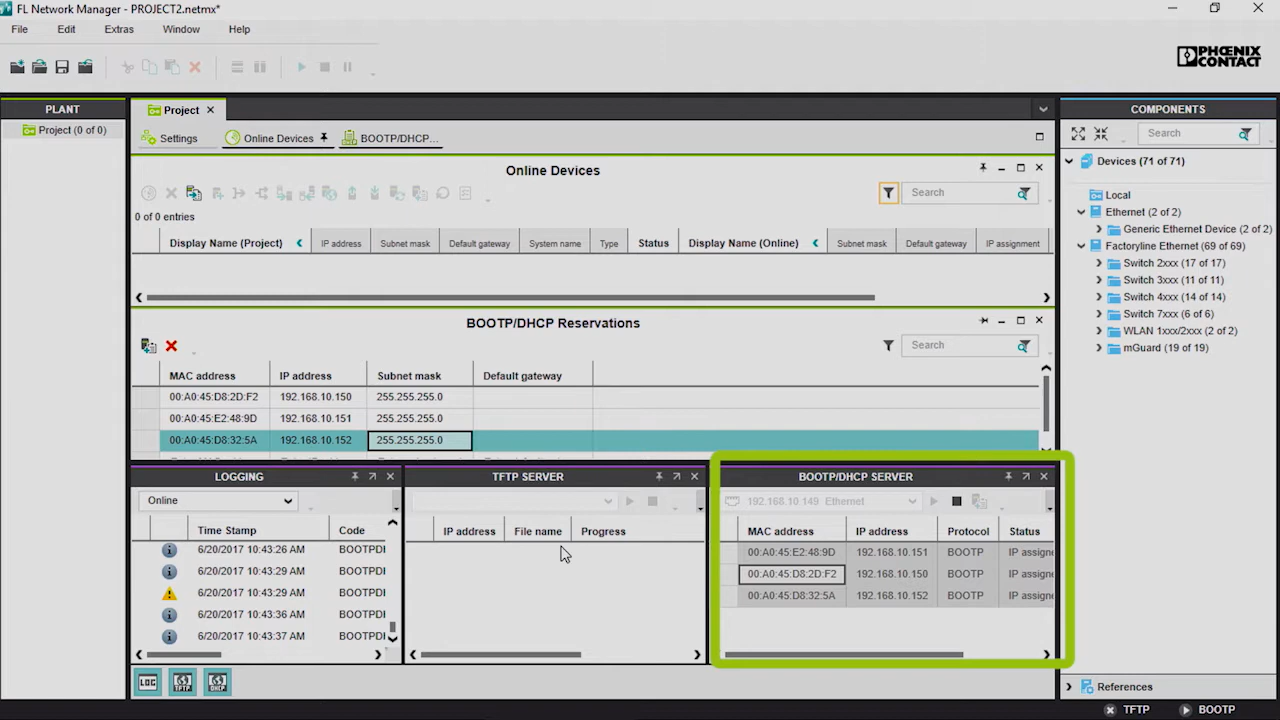 FL Network Manager - PROJECT2.netmx*
File Edit Extras Window Help
PHOENIX CONTACT
PLANT
Project (0 of 0)
Project
Settings Online Devices BOOTP/DHCP...
Online Devices
Search
0 of 0 entries
Display Name (Project) IP address Subnet mask Default gateway System name Type Status Display Name (Online) Subnet mask Default gateway IP assignment
BOOTP/DHCP Reservations
Search
MAC address IP address Subnet mask Default gateway
00:A0:45:D8:2D:F2 192.168.10.150 255.255.255.0
00:A0:45:E2:48:9D 192.168.10.151 255.255.255.0
00:A0:45:D8:32:5A 192.168.10.152 255.255.255.0
LOGGING
Online
Time Stamp Code
6/20/2017 10:43:26 AM BOOTPDI
6/20/2017 10:43:29 AM BOOTPDI
6/20/2017 10:43:29 AM BOOTPDI
6/20/2017 10:43:36 AM BOOTPDI
6/20/2017 10:43:37 AM BOOTPDI
TFTP SERVER
IP address File name Progress
BOOTP/DHCP SERVER
192.168.10.149 Ethernet
MAC address IP address Protocol Status
00:A0:45:E2:48:9D 192.168.10.151 BOOTP IP assigne
00:A0:45:D8:2D:F2 192.168.10.150 BOOTP IP assigne
00:A0:45:D8:32:5A 192.168.10.152 BOOTP IP assigne
LOG TFTP DHCP
COMPONENTS
Search
Devices (71 of 71)
Local
Ethernet (2 of 2)
Generic Ethernet Device (2 of 2)
Factoryline Ethernet (69 of 69)
Switch 2xxx (17 of 17)
Switch 3xxx (11 of 11)
Switch 4xxx (14 of 14)
Switch 7xxx (6 of 6)
WLAN 1xxx/2xxx (2 of 2)
mGuard (19 of 19)
References
TFTP BOOTP